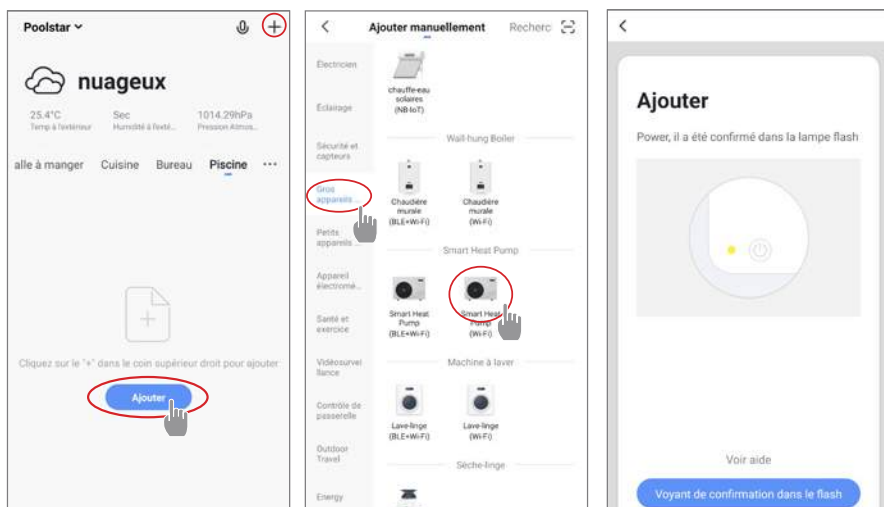 Poolstar
nuageux
25.4°C Sec 1014.29hPa
Temp à l'extérieur Humidité à l'exté... Pression Atmos...
alle à manger Cuisine Bureau Piscine ...
Cliquez sur le "+" dans le coin supérieur droit pour ajouter
Ajouter
Ajouter manuellement Recherc
Électricien
Éclairage
Sécurité et
capteurs
Gros
appareils ...
Petits
appareils ...
Appareil
électromé...
Santé et
exercice
Vidéosurvei
llance
Contrôle de
passerelle
Outdoor
Travel
Energy
chauffe-eau
solaires
(NB-IoT)
Wall-hung Boiler
Chaudière
murale
(BLE+Wi-Fi)
Chaudière
murale
(Wi-Fi)
Smart Heat Pump
Smart Heat
Pump
(BLE+Wi-Fi)
Smart Heat
Pump
(Wi-Fi)
Machine à laver
Lave-linge
(BLE+Wi-Fi)
Lave-linge
(Wi-Fi)
Sèche-linge
Ajouter
Power, il a été confirmé dans la lampe flash
Voir aide
Voyant de confirmation dans le flash